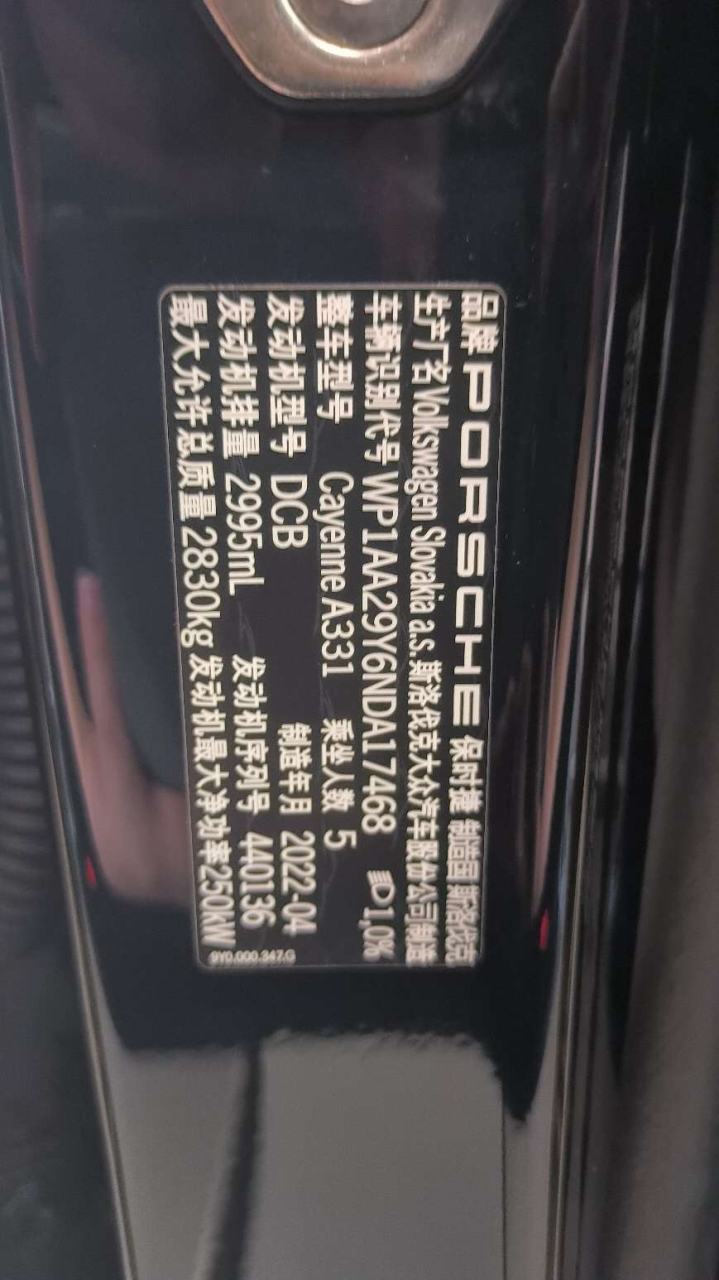 品牌 PORSCHE 保时捷 制造国 斯洛伐克
生产厂名 Volkswagen Slovakia a.s.斯洛伐克大众汽车股份公司制造
车辆识别代号 WP1AA29Y6NDA17468 1,0%
整车型号 Cayenne A331 乘坐人数 5
发动机型号 DCB 制造年月 2022-04
发动机排量 2995mL 发动机序列号 440136
最大允许总质量 2830kg 发动机最大净功率250kW
9Y0.000.347.G